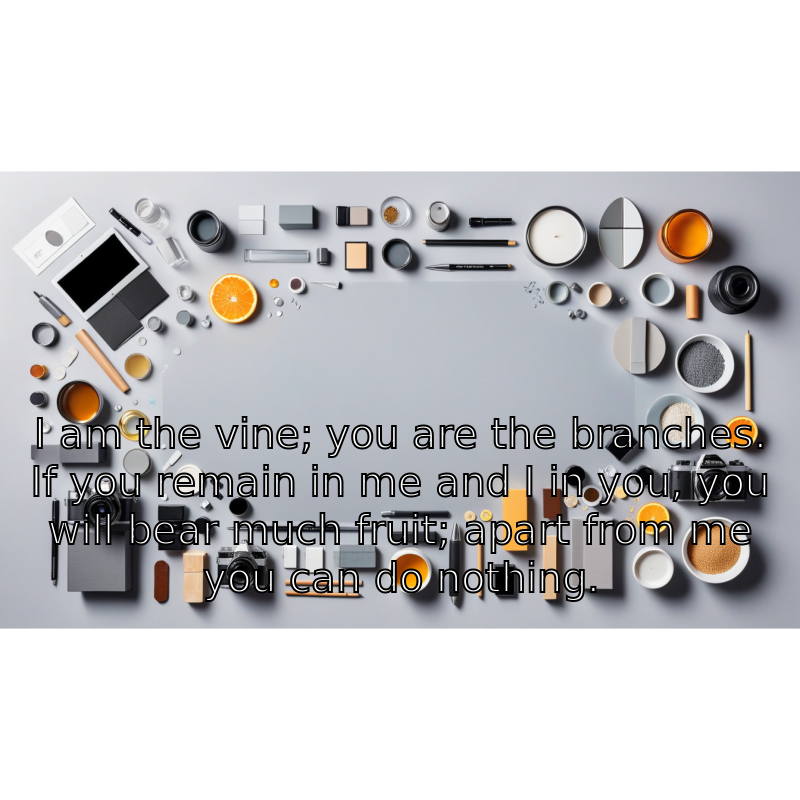 I am the vine; you are the branches.
If you remain in me and I in you, you
will bear much fruit; apart from me
you can do nothing.